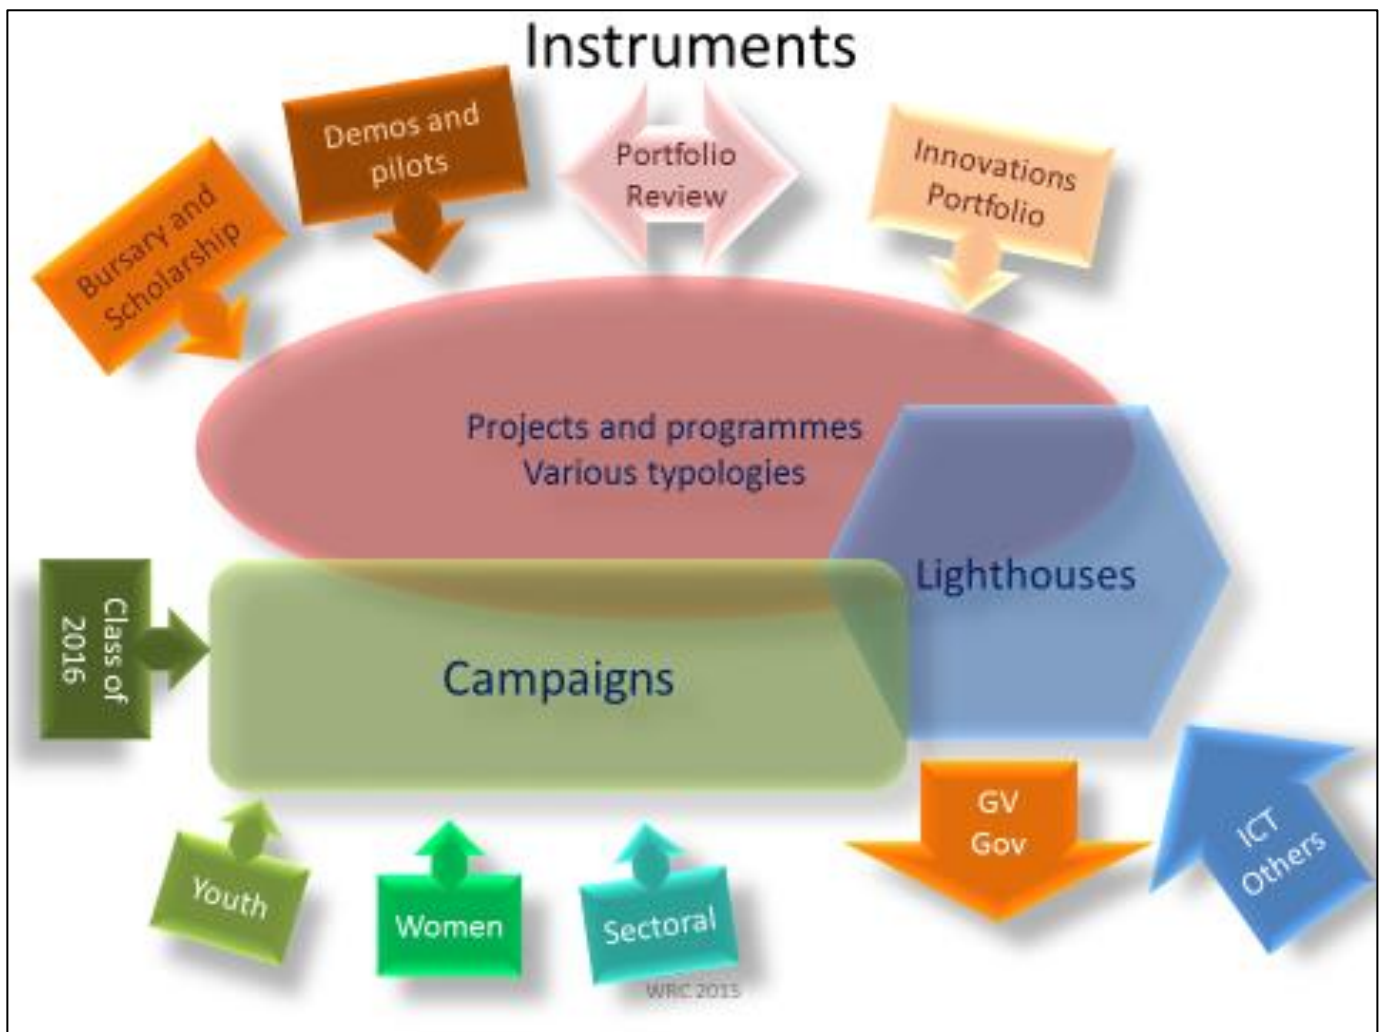 Instruments
Demos and
pilots
Portfolio
Review
Innovations
Portfolio
Bursary and
Scholarship
Projects and programmes
Various typologies
Lighthouses
Class of
2016
Campaigns
GV
Gov
ICT
Others
Youth
Women
Sectoral
WRC 2015